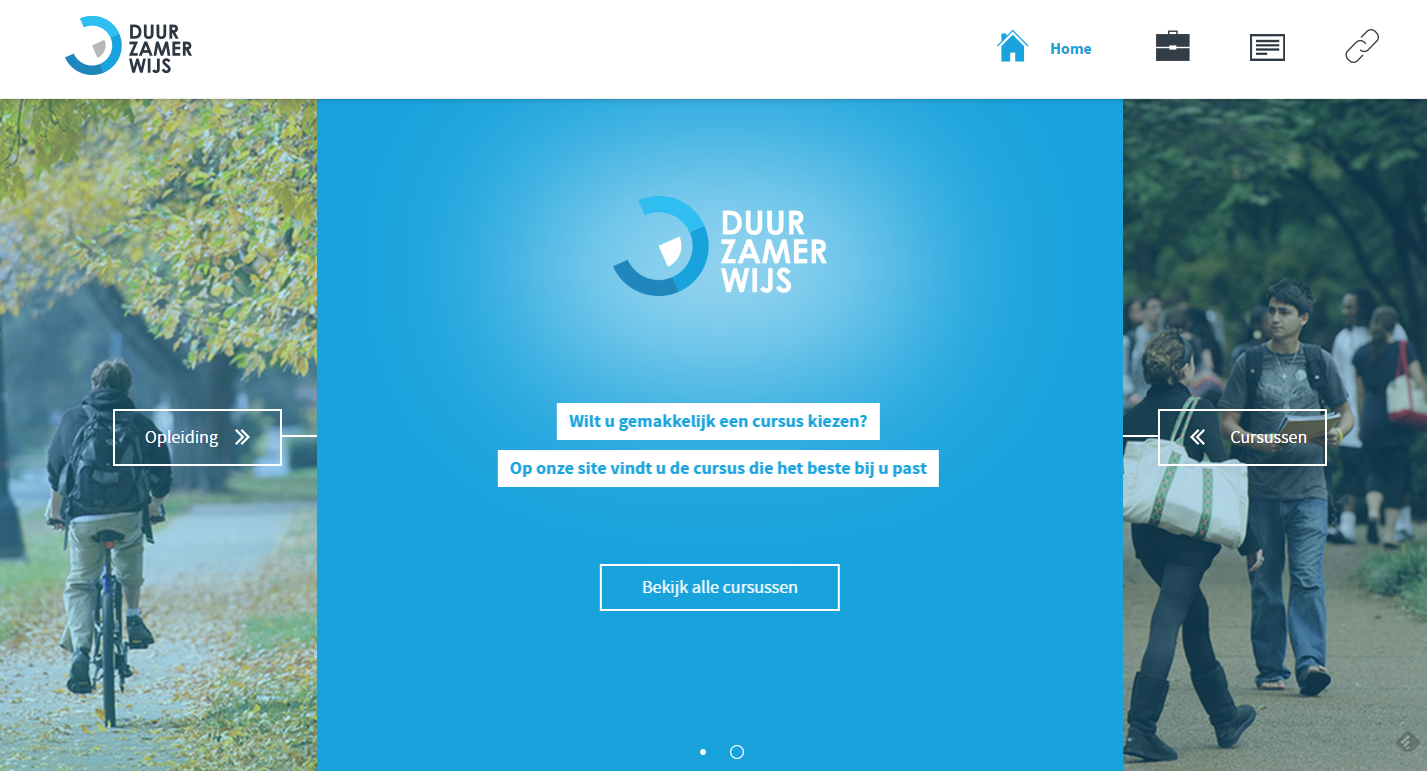 DUUR
ZAMER
WIJS
Home
DUUR
ZAMER
WIJS
Wilt u gemakkelijk een cursus kiezen?
Op onze site vindt u de cursus die het beste bij u past
Opleiding
Cursussen
Bekijk alle cursussen